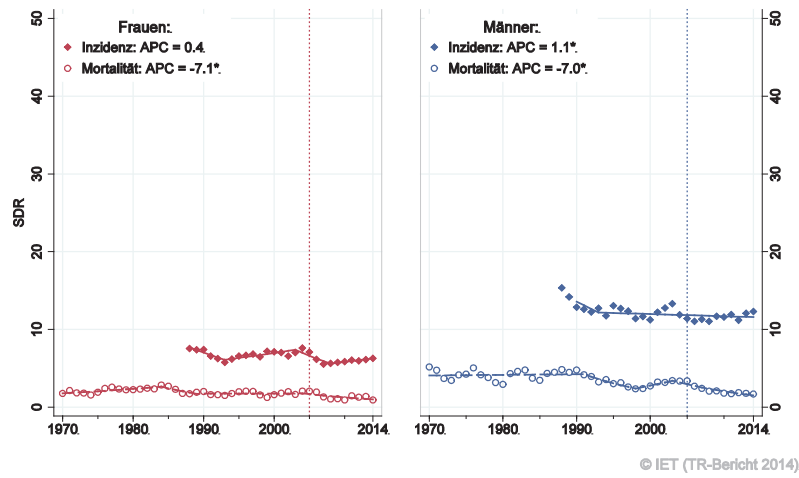 Frauen:.
Inzidenz: APC = 0.4.
Mortalität: APC = -7.1*.
Männer:.
Inzidenz: APC = 1.1*.
Mortalität: APC = -7.0*.
SDR
50
40
30
20
10
0
50
40
30
20
10
0
1970. 1980. 1990. 2000. 2014.
1970. 1980. 1990. 2000. 2014.
© IET (TR-Bericht 2014)